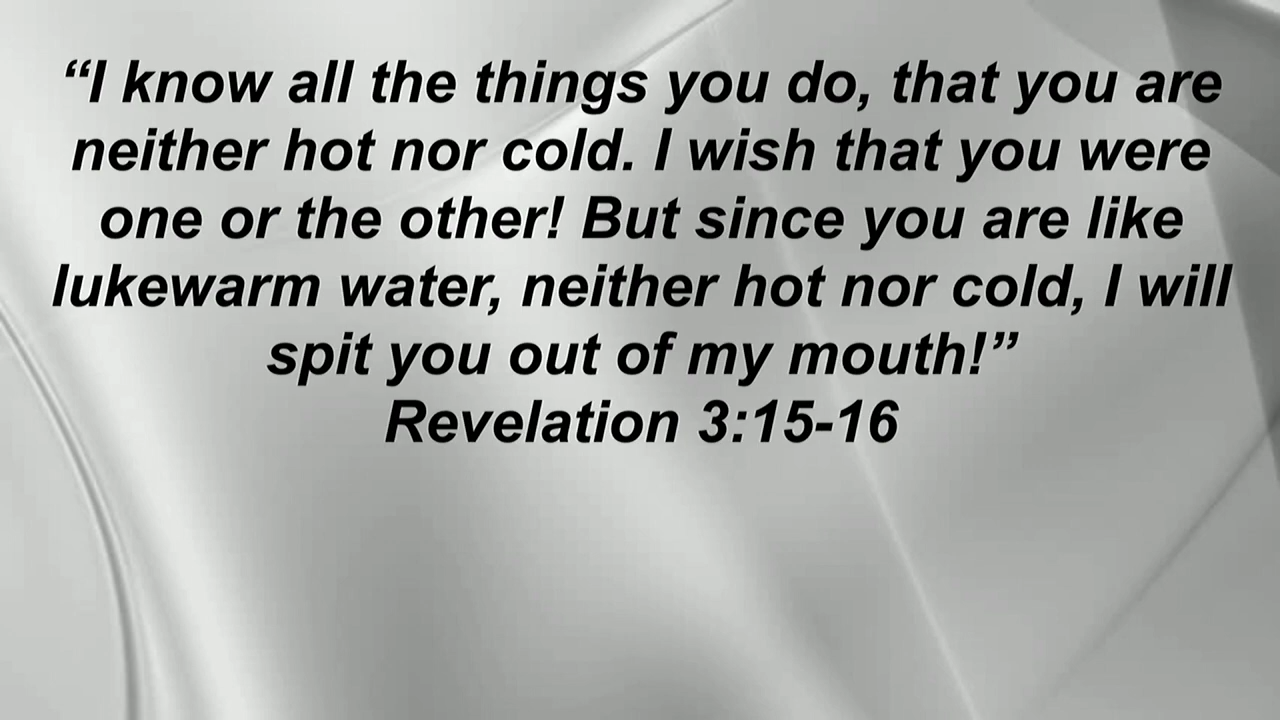 “I know all the things you do, that you are
neither hot nor cold. I wish that you were
one or the other! But since you are like
lukewarm water, neither hot nor cold, I will
spit you out of my mouth!”
Revelation 3:15-16